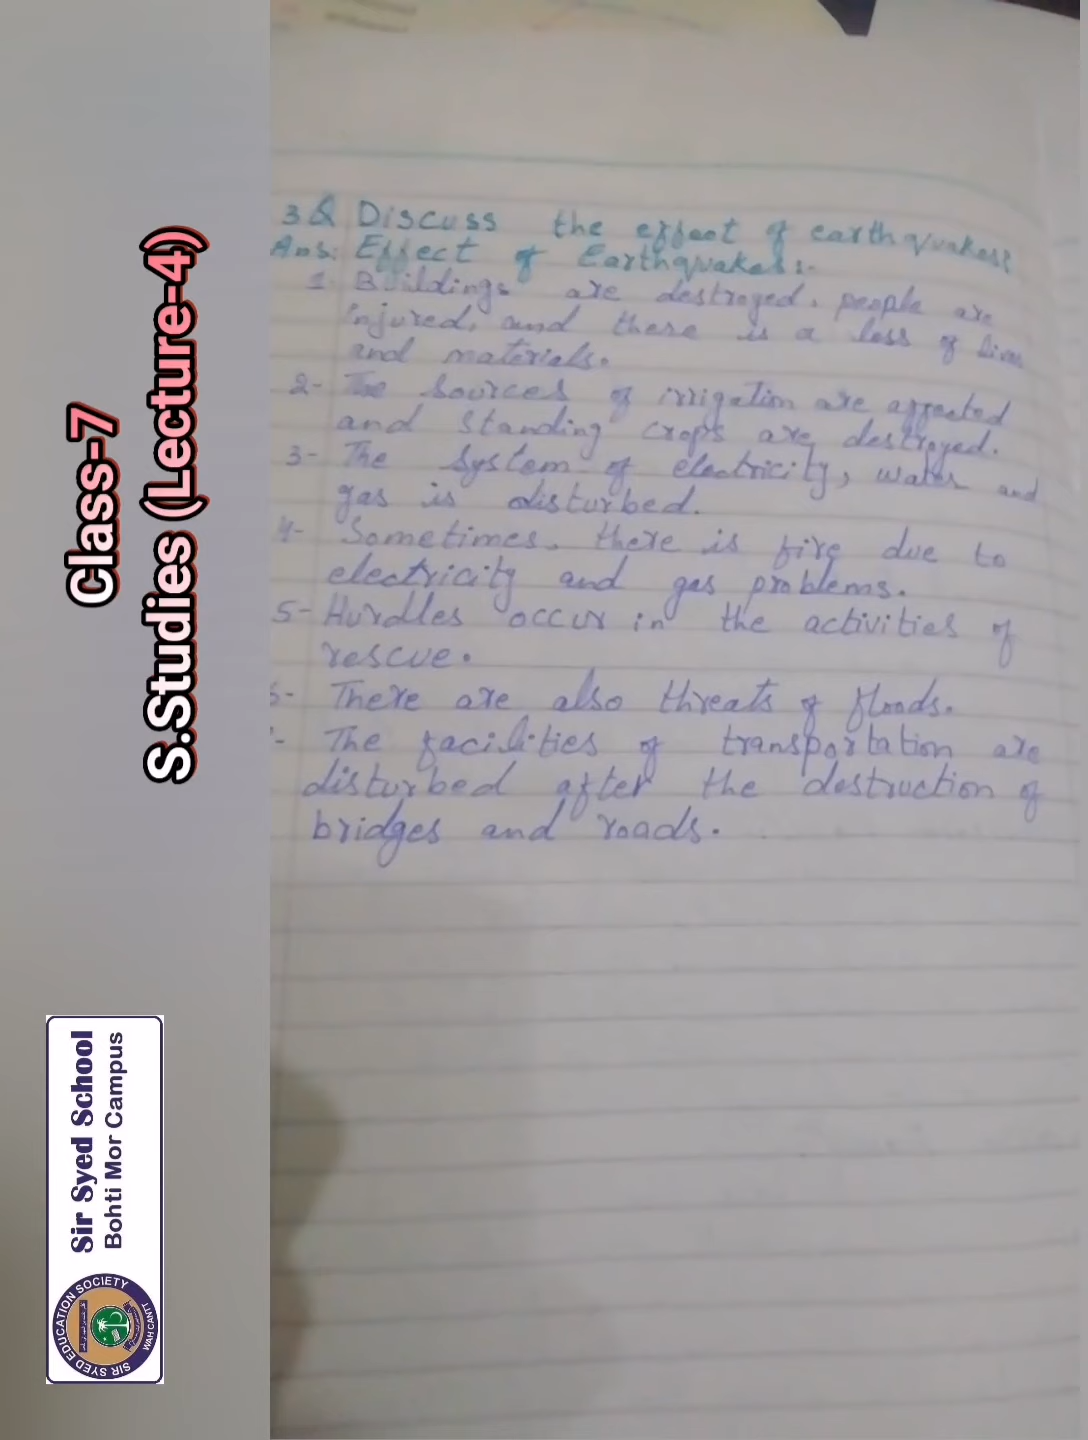 Class-7
S.Studies (Lecture-4)
Sir Syed School
Bohti Mor Campus
SIR SYED EDUCATION SOCIETY
WAH CANTT
3 Q Discuss the effect of earthquakes?
Ans: Effect of Earthquakes:-
1. Buildings are destroyed, people are
injured, and there is a loss of lives
and materials.
2- The sources of irrigation are affected
and standing crops are destroyed.
3- The system of electricity, water and
gas is disturbed.
4- Sometimes, there is fire due to
electricity and gas problems.
5- Hurdles occur in the activities of
rescue.
6- There are also threats of floods.
- The facilities of transportation are
disturbed after the destruction of
bridges and roads.